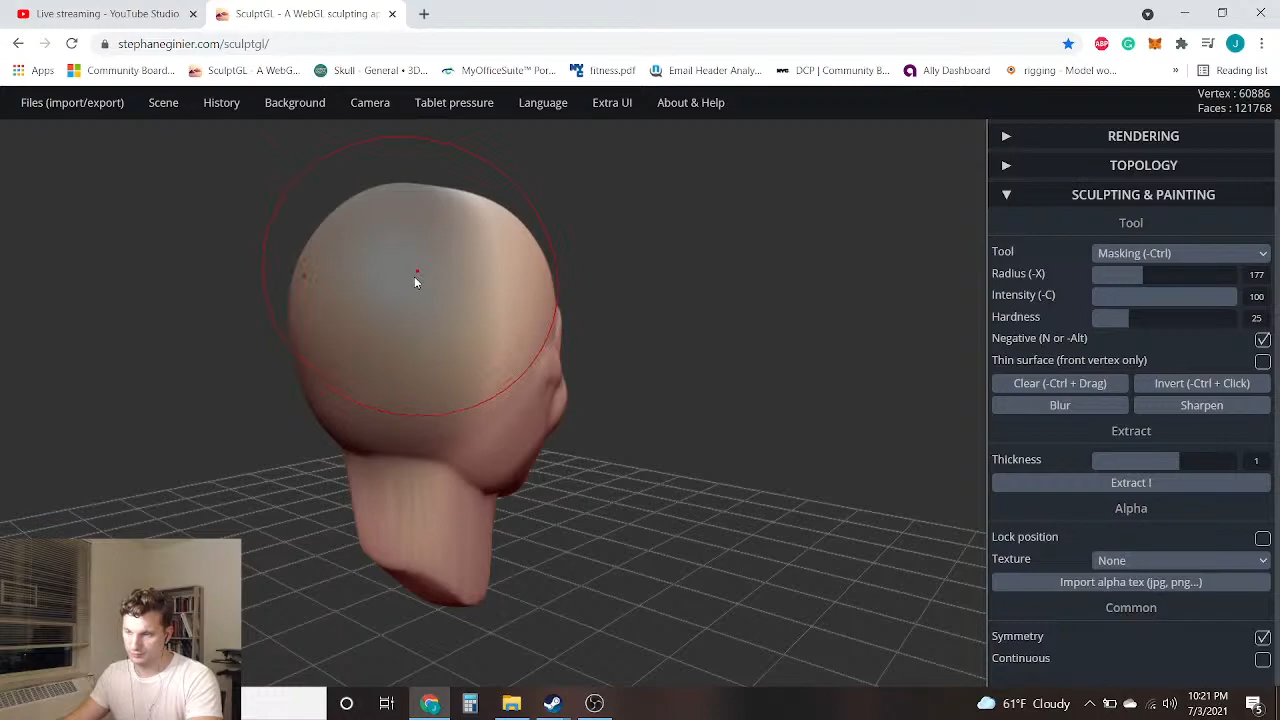 Live streaming - YouTube Studio
SculptGL - A WebGL sculpting ap
stephaneginier.com/sculptgl/
ABP
J
Apps
Community Board...
SculptGL - A WebG...
Skull - General • 3D...
MyOfficeSuite™ Por...
fitness.pdf
Email Header Analy...
DCP | Community B...
Ally Dashboard
rigging - Model wo...
»
Reading list
Files (import/export)
Scene
History
Background
Camera
Tablet pressure
Language
Extra UI
About & Help
Vertex : 60886
Faces : 121768
RENDERING
TOPOLOGY
SCULPTING & PAINTING
Tool
Tool
Masking (-Ctrl)
Radius (-X)
177
Intensity (-C)
100
Hardness
25
Negative (N or -Alt)
Thin surface (front vertex only)
Clear (-Ctrl + Drag)
Invert (-Ctrl + Click)
Blur
Sharpen
Extract
Thickness
1
Extract !
Alpha
Lock position
Texture
None
Import alpha tex (jpg, png...)
Common
Symmetry
Continuous
61°F Cloudy
10:21 PM
7/3/2021
5